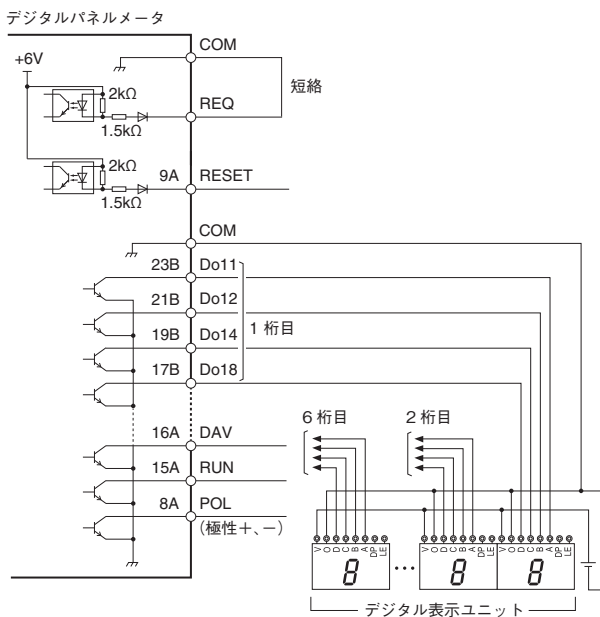 デジタルパネルメータ
COM
+6V
2kΩ
短絡
REQ
1.5kΩ
2kΩ
9A RESET
1.5kΩ
COM
23B Do11
21B Do12
1 桁目
19B Do14
17B Do18
6 桁目 2 桁目
16A DAV
15A RUN
8A POL
(極性＋、−)
V O D C B A DP LE V O D C B A DP LE V O D C B A DP LE
8 … 8 8
デジタル表示ユニット